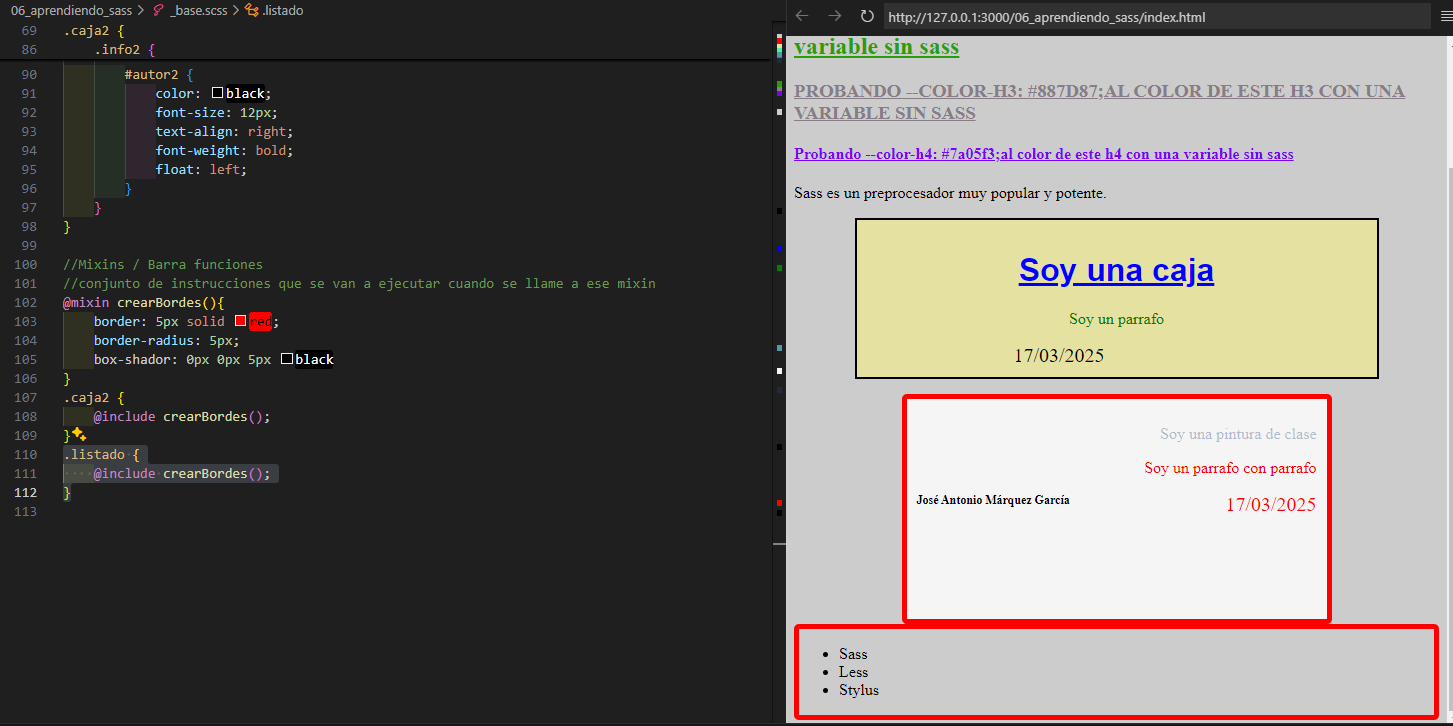 06_aprendiendo_sass > _base.scss > .listado
69 .caja2 {
86 .info2 {
90 #autor2 {
91 color: black;
92 font-size: 12px;
93 text-align: right;
94 font-weight: bold;
95 float: left;
96 }
97 }
98 }
99
100 //Mixins / Barra funciones
101 //conjunto de instrucciones que se van a ejecutar cuando se llame a ese mixin
102 @mixin crearBordes(){
103 border: 5px solid red;
104 border-radius: 5px;
105 box-shador: 0px 0px 5px black
106 }
107 .caja2 {
108 @include crearBordes();
109 }
110 .listado {
111 @include crearBordes();
112 }
113
http://127.0.0.1:3000/06_aprendiendo_sass/index.html
variable sin sass
PROBANDO --COLOR-H3: #887D87;AL COLOR DE ESTE H3 CON UNA
VARIABLE SIN SASS
Probando --color-h4: #7a05f3;al color de este h4 con una variable sin sass
Sass es un preprocesador muy popular y potente.
Soy una caja
Soy un parrafo
17/03/2025
Soy una pintura de clase
Soy un parrafo con parrafo
José Antonio Márquez García
17/03/2025
• Sass
• Less
• Stylus